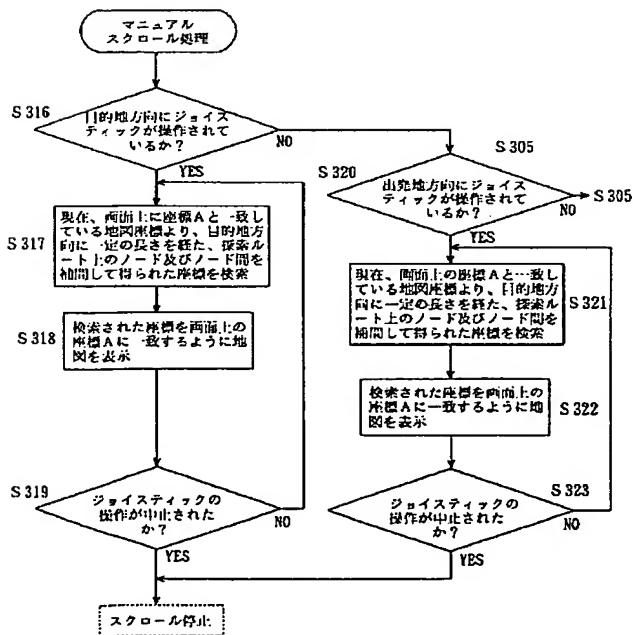 マニュアル
スクロール処理
S 316
目的地方向にジョイス
ティックが操作されて
いるか？
NO
YES
S 317
現在、画面上に座標Aと一致し
ている地図座標より、目的地方
向に一定の長さを経た、探索ル
ート上のノード及びノード間を
補間して得られた座標を検索
S 318
検索された座標を画面上の
座標Aに一致するように地
図を表示
S 319
ジョイスティックの
操作が中止された
か？
NO
YES
スクロール停止
S 305
S 320
出発地方向にジョイ
スティックが操作されて
いるか？
NO
S 305
YES
現在、画面上の座標Aと一致し
ている地図座標より、目的地方
向に一定の長さを経た、探索ル
ート上のノード及びノード間を
補間して得られた座標を検索
S 321
検索された座標を画面上の
座標Aに一致するように地
図を表示
S 322
ジョイスティックの
操作が中止された
か？
S 323
NO
YES